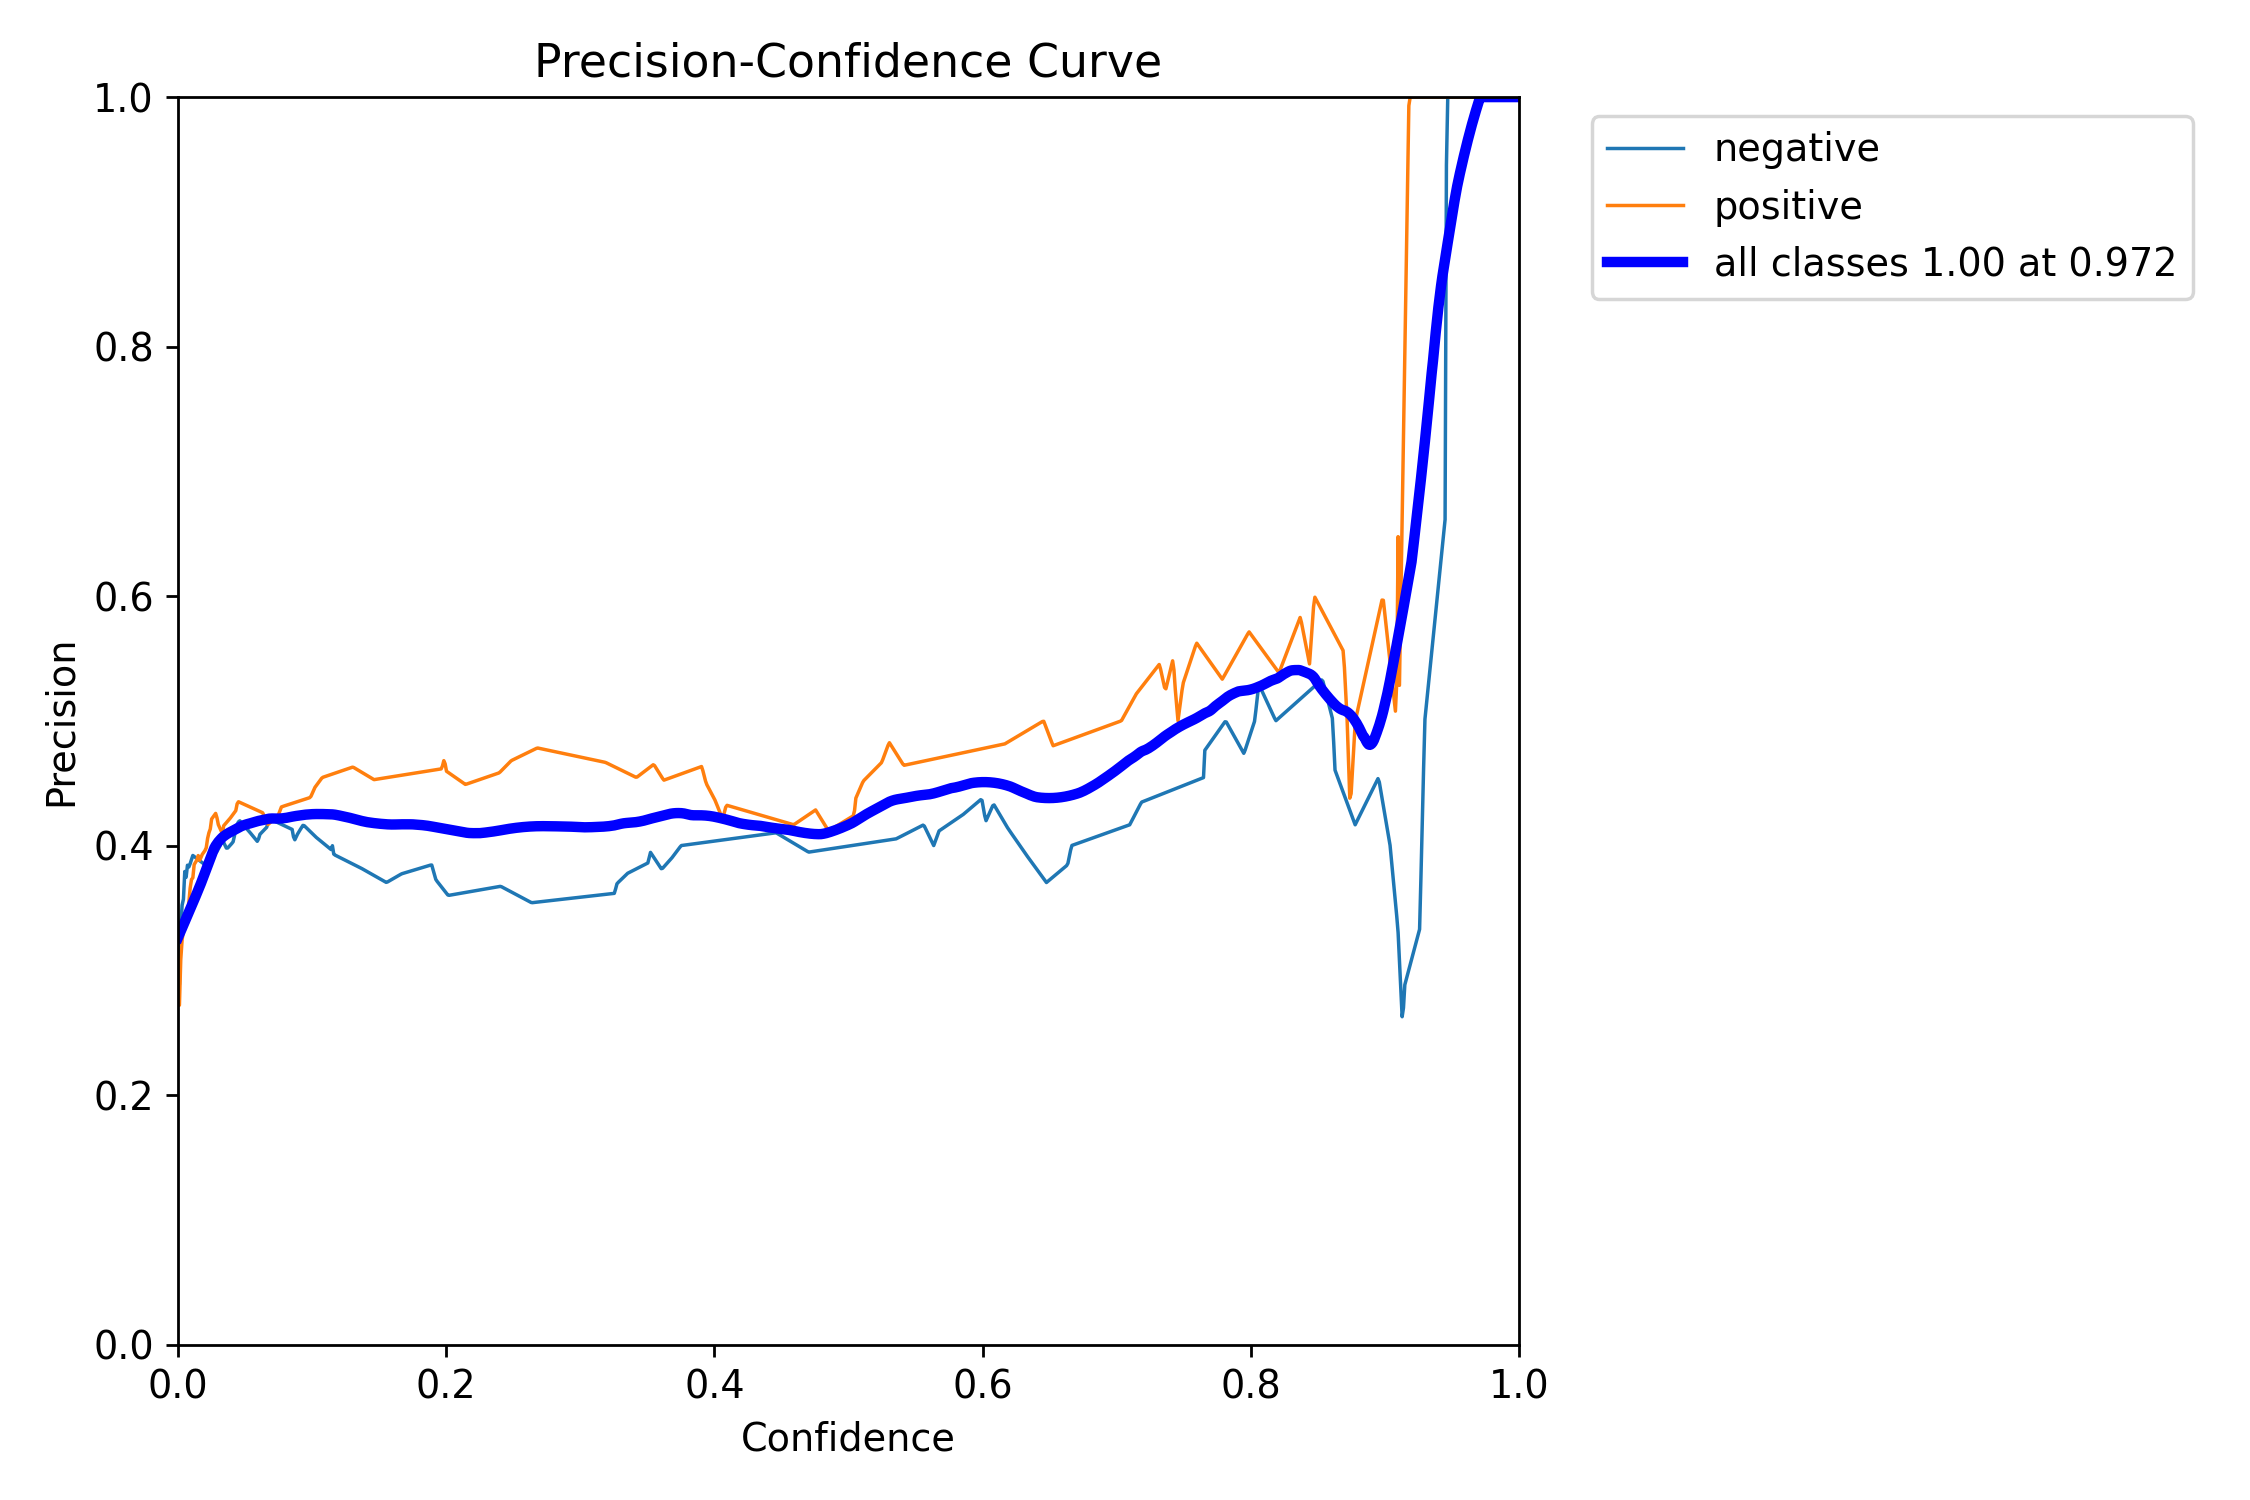 Precision-Confidence Curve
1.0
0.8
0.6
0.4
0.2
0.0
Precision
0.0 0.2 0.4 0.6 0.8 1.0
Confidence
negative
positive
all classes 1.00 at 0.972